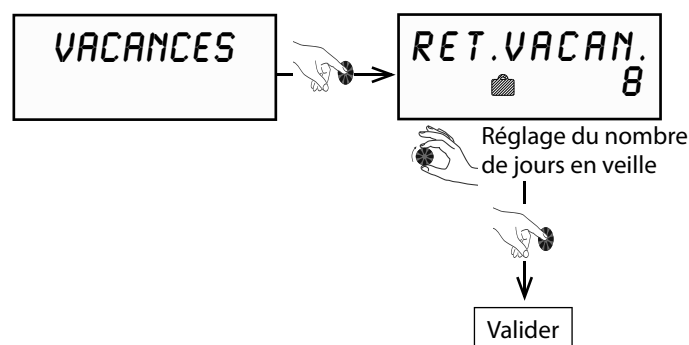 VACANCES
RET.VACAN.
8
Réglage du nombre
de jours en veille
Valider